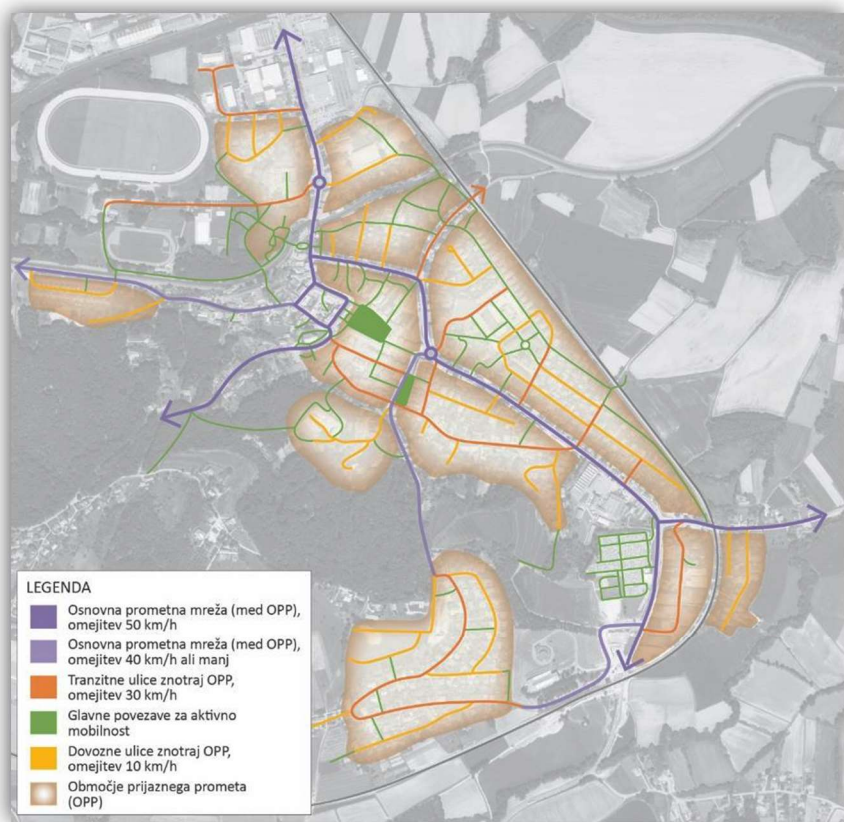 LEGENDA
Osnovna prometna mreža (med OPP),
omejitev 50 km/h
Osnovna prometna mreža (med OPP),
omejitev 40 km/h ali manj
Tranzitne ulice znotraj OPP,
omejitev 30 km/h
Glavne povezave za aktivno
mobilnost
Dovozne ulice znotraj OPP,
omejitev 10 km/h
Območje prijaznega prometa
(OPP)